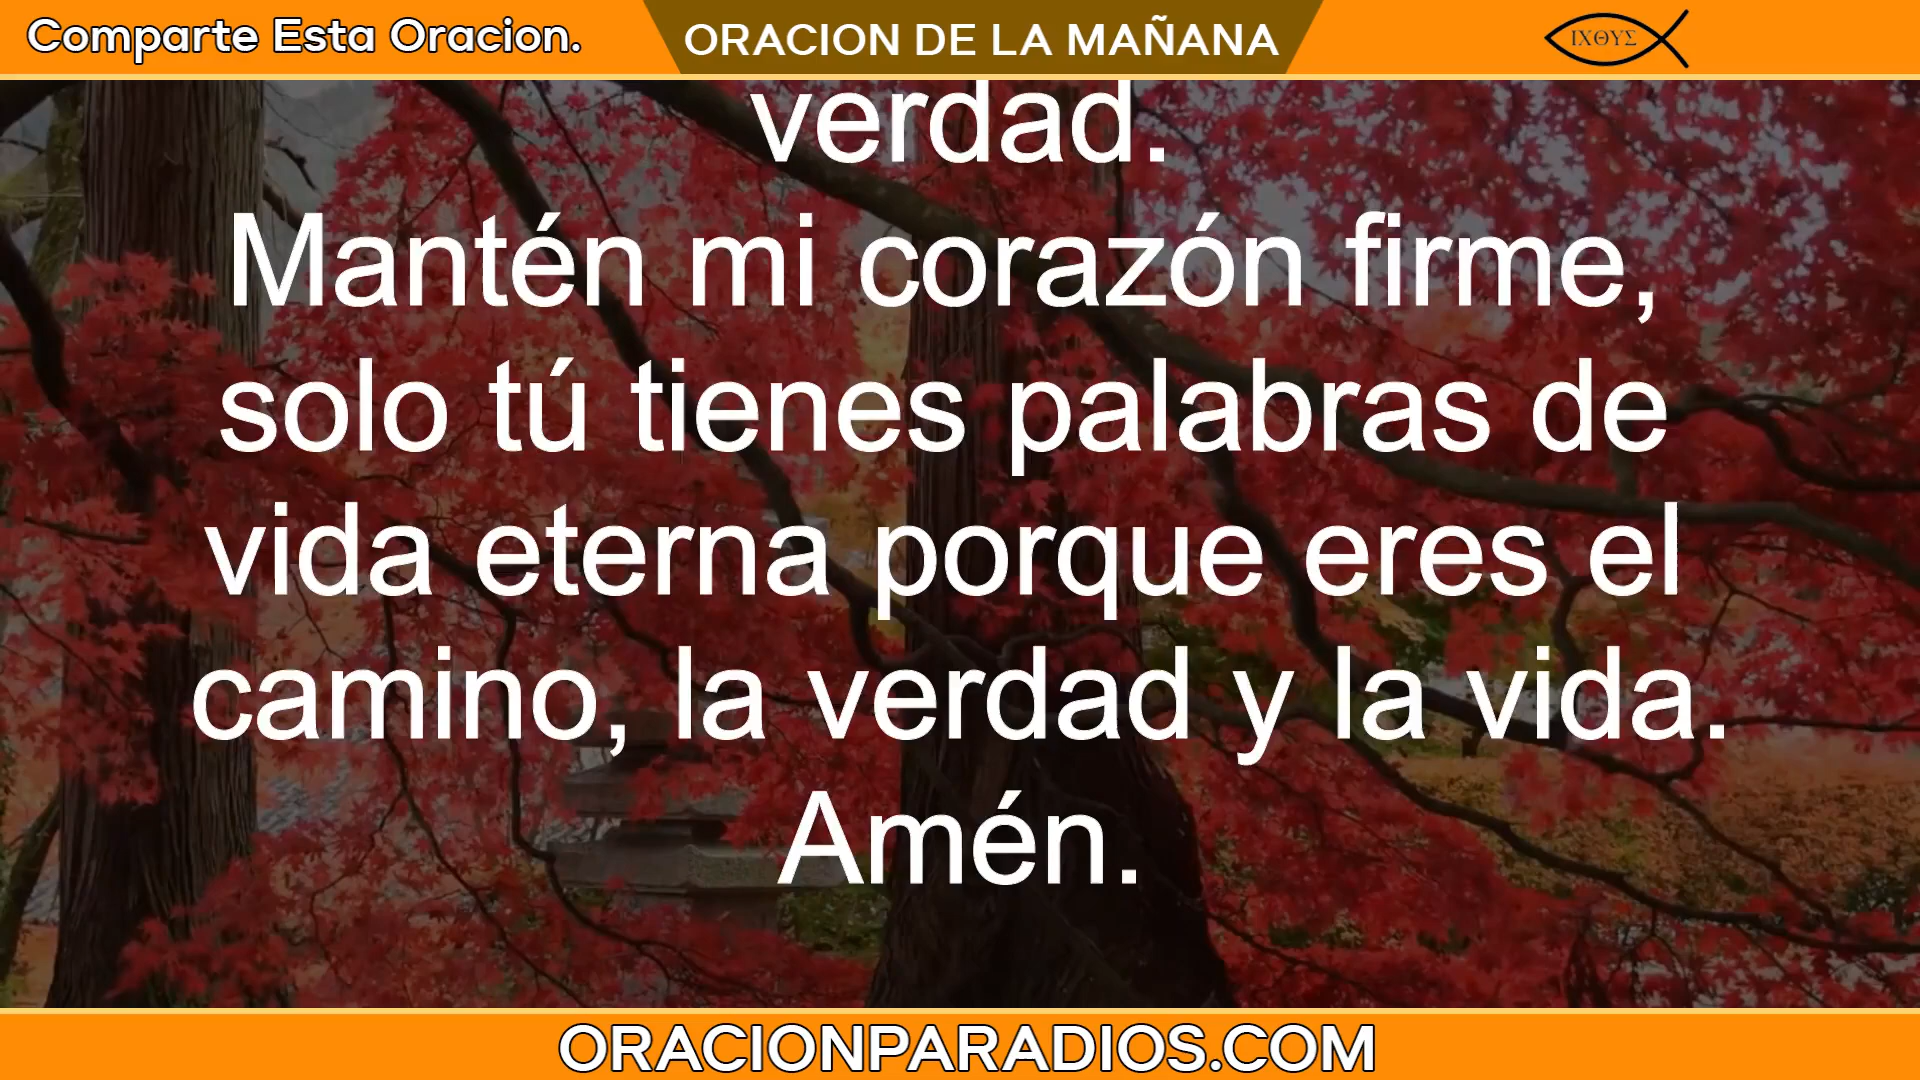 Comparte Esta Oracion.
ORACION DE LA MAÑANA
ΙΧΘΥΣ
verdad.
Mantén mi corazón firme,
solo tú tienes palabras de
vida eterna porque eres el
camino, la verdad y la vida.
Amén.
ORACIONPARADIOS.COM